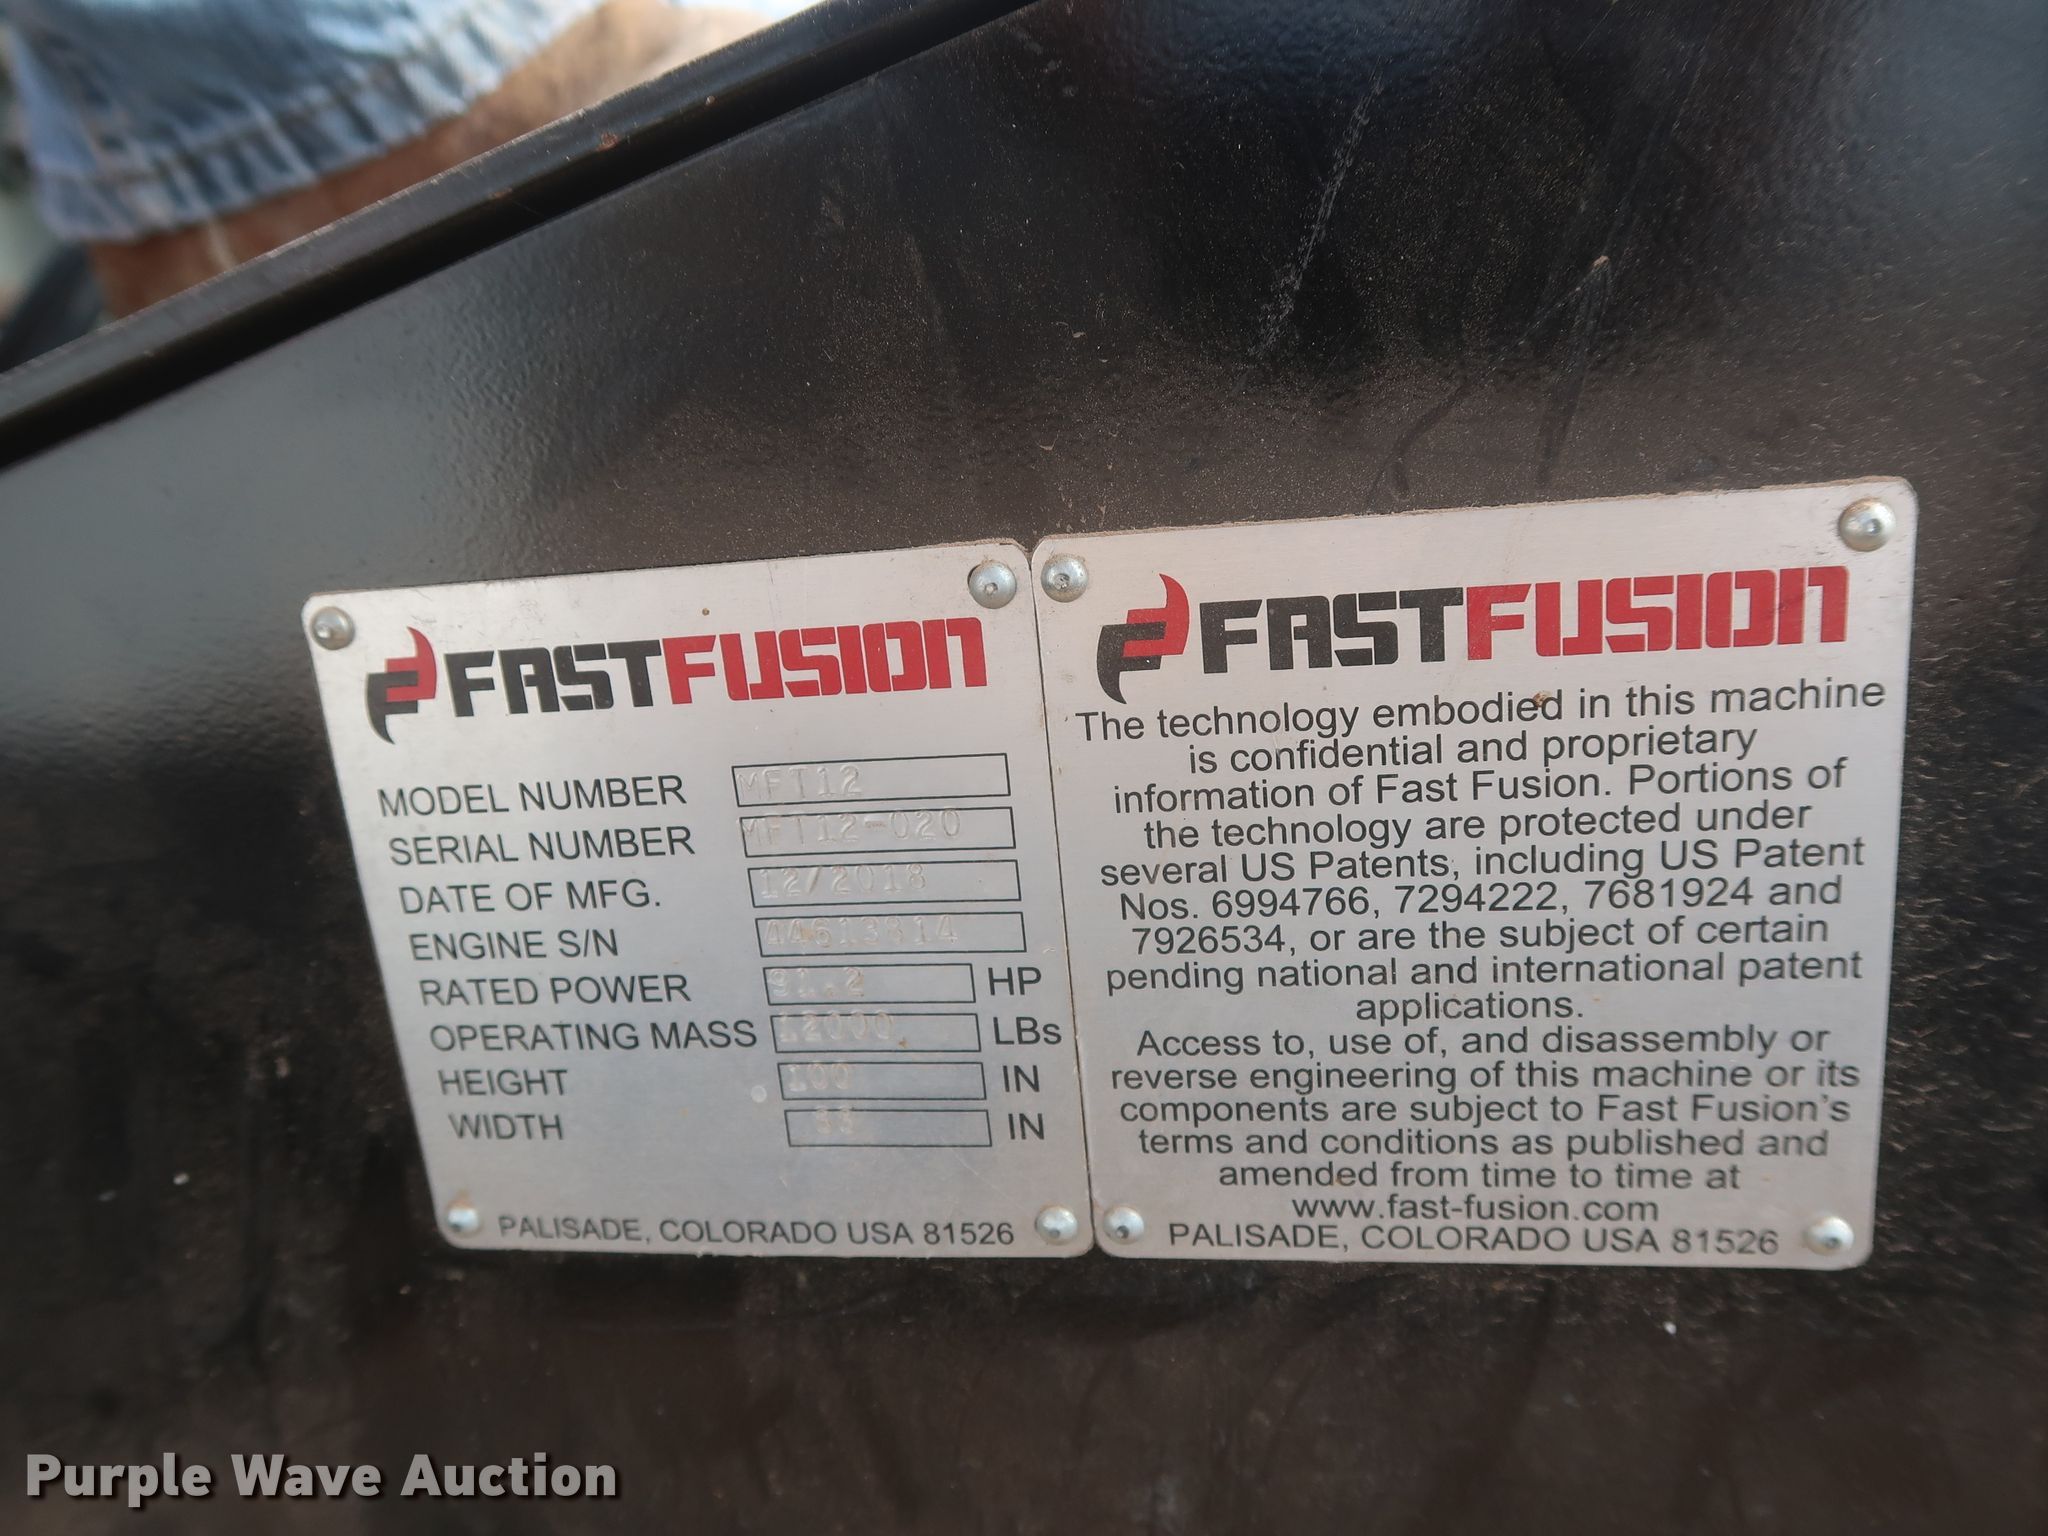 FASTFUSION
MODEL NUMBER MFT12
SERIAL NUMBER MFT12-020
DATE OF MFG. 12/2018
ENGINE S/N 44613814
RATED POWER 91.2 HP
OPERATING MASS 12000 LBs
HEIGHT 100 IN
WIDTH IN
PALISADE, COLORADO USA 81526
FASTFUSION
The technology embodied in this machine
is confidential and proprietary
information of Fast Fusion. Portions of
the technology are protected under
several US Patents, including US Patent
Nos. 6994766, 7294222, 7681924 and
7926534, or are the subject of certain
pending national and international patent
applications.
Access to, use of, and disassembly or
reverse engineering of this machine or its
components are subject to Fast Fusion's
terms and conditions as published and
amended from time to time at
www.fast-fusion.com
PALISADE, COLORADO USA 81526
Purple Wave Auction